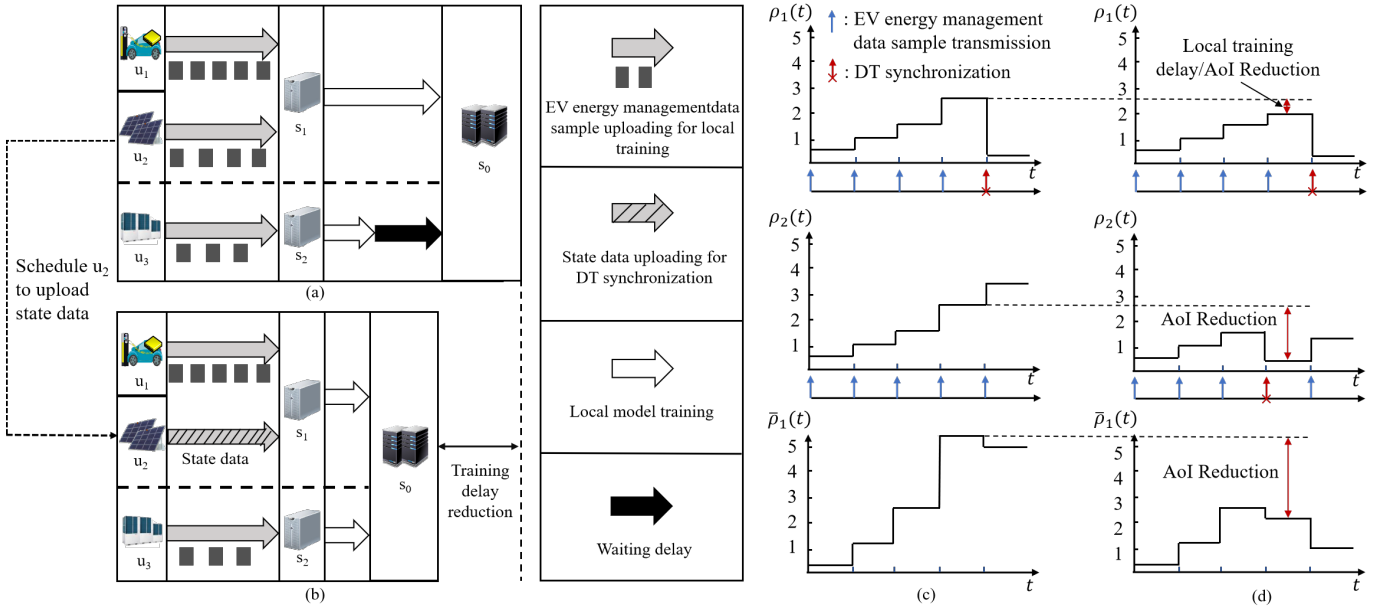 Schedule u2
to upload
state data
u1
u2
u3
s1
s2
s0
(a)
u1
u2
State data
u3
s1
s2
s0
Training
delay
reduction
(b)
EV energy managementdata
sample uploading for local
training
State data uploading for
DT synchronization
Local model training
Waiting delay
ρ1(t)
: EV energy management
data sample transmission
: DT synchronization
5
4
3
2
1
t
ρ2(t)
5
4
3
2
1
t
ρ̄1(t)
5
4
3
2
1
t
(c)
ρ1(t)
Local training
delay/AoI Reduction
5
4
3
2
1
t
ρ2(t)
AoI Reduction
5
4
3
2
1
t
ρ̄1(t)
AoI Reduction
5
4
3
2
1
t
(d)